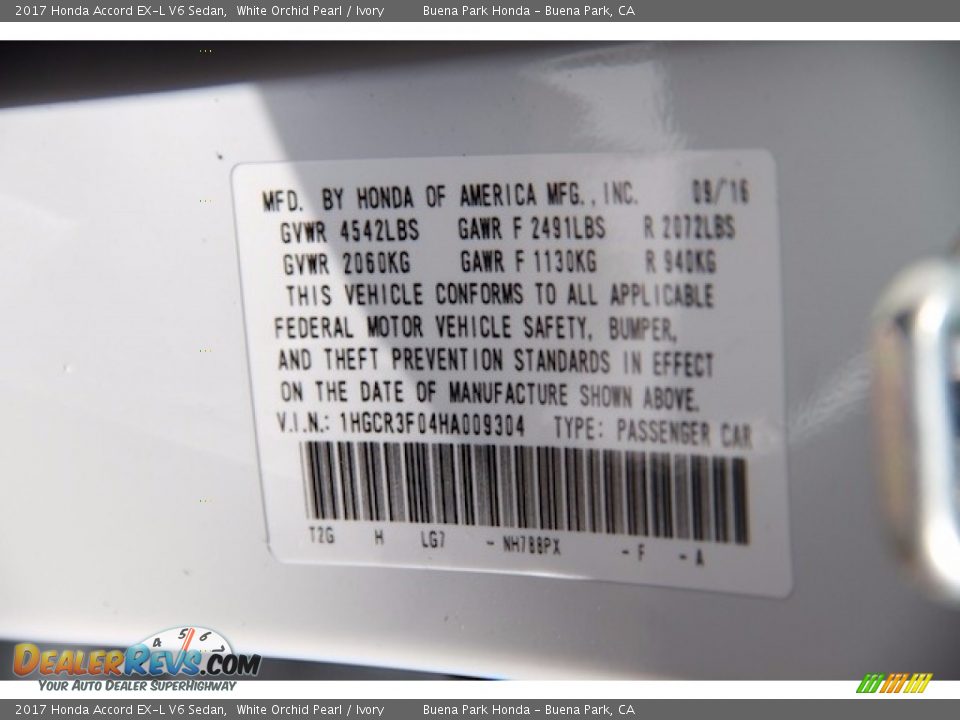 2017 Honda Accord EX-L V6 Sedan, White Orchid Pearl / Ivory Buena Park Honda - Buena Park, CA
MFD. BY HONDA OF AMERICA MFG.,INC. 09/'16
GVWR 4542LBS GAWR F 2491LBS R 2072LBS
GVWR 2060KG GAWR F 1130KG R 940KG
THIS VEHICLE CONFORMS TO ALL APPLICABLE
FEDERAL MOTOR VEHICLE SAFETY, BUMPER,
AND THEFT PREVENTION STANDARDS IN EFFECT
ON THE DATE OF MANUFACTURE SHOWN ABOVE.
V.I.N.: 1HGCR3F04HA009304 TYPE: PASSENGER CAR
T2G H LG7 - NH788PX - F - A
4 5 6 7
DEALERREVS.COM
YOUR AUTO DEALER SUPERHIGHWAY
2017 Honda Accord EX-L V6 Sedan, White Orchid Pearl / Ivory Buena Park Honda - Buena Park, CA